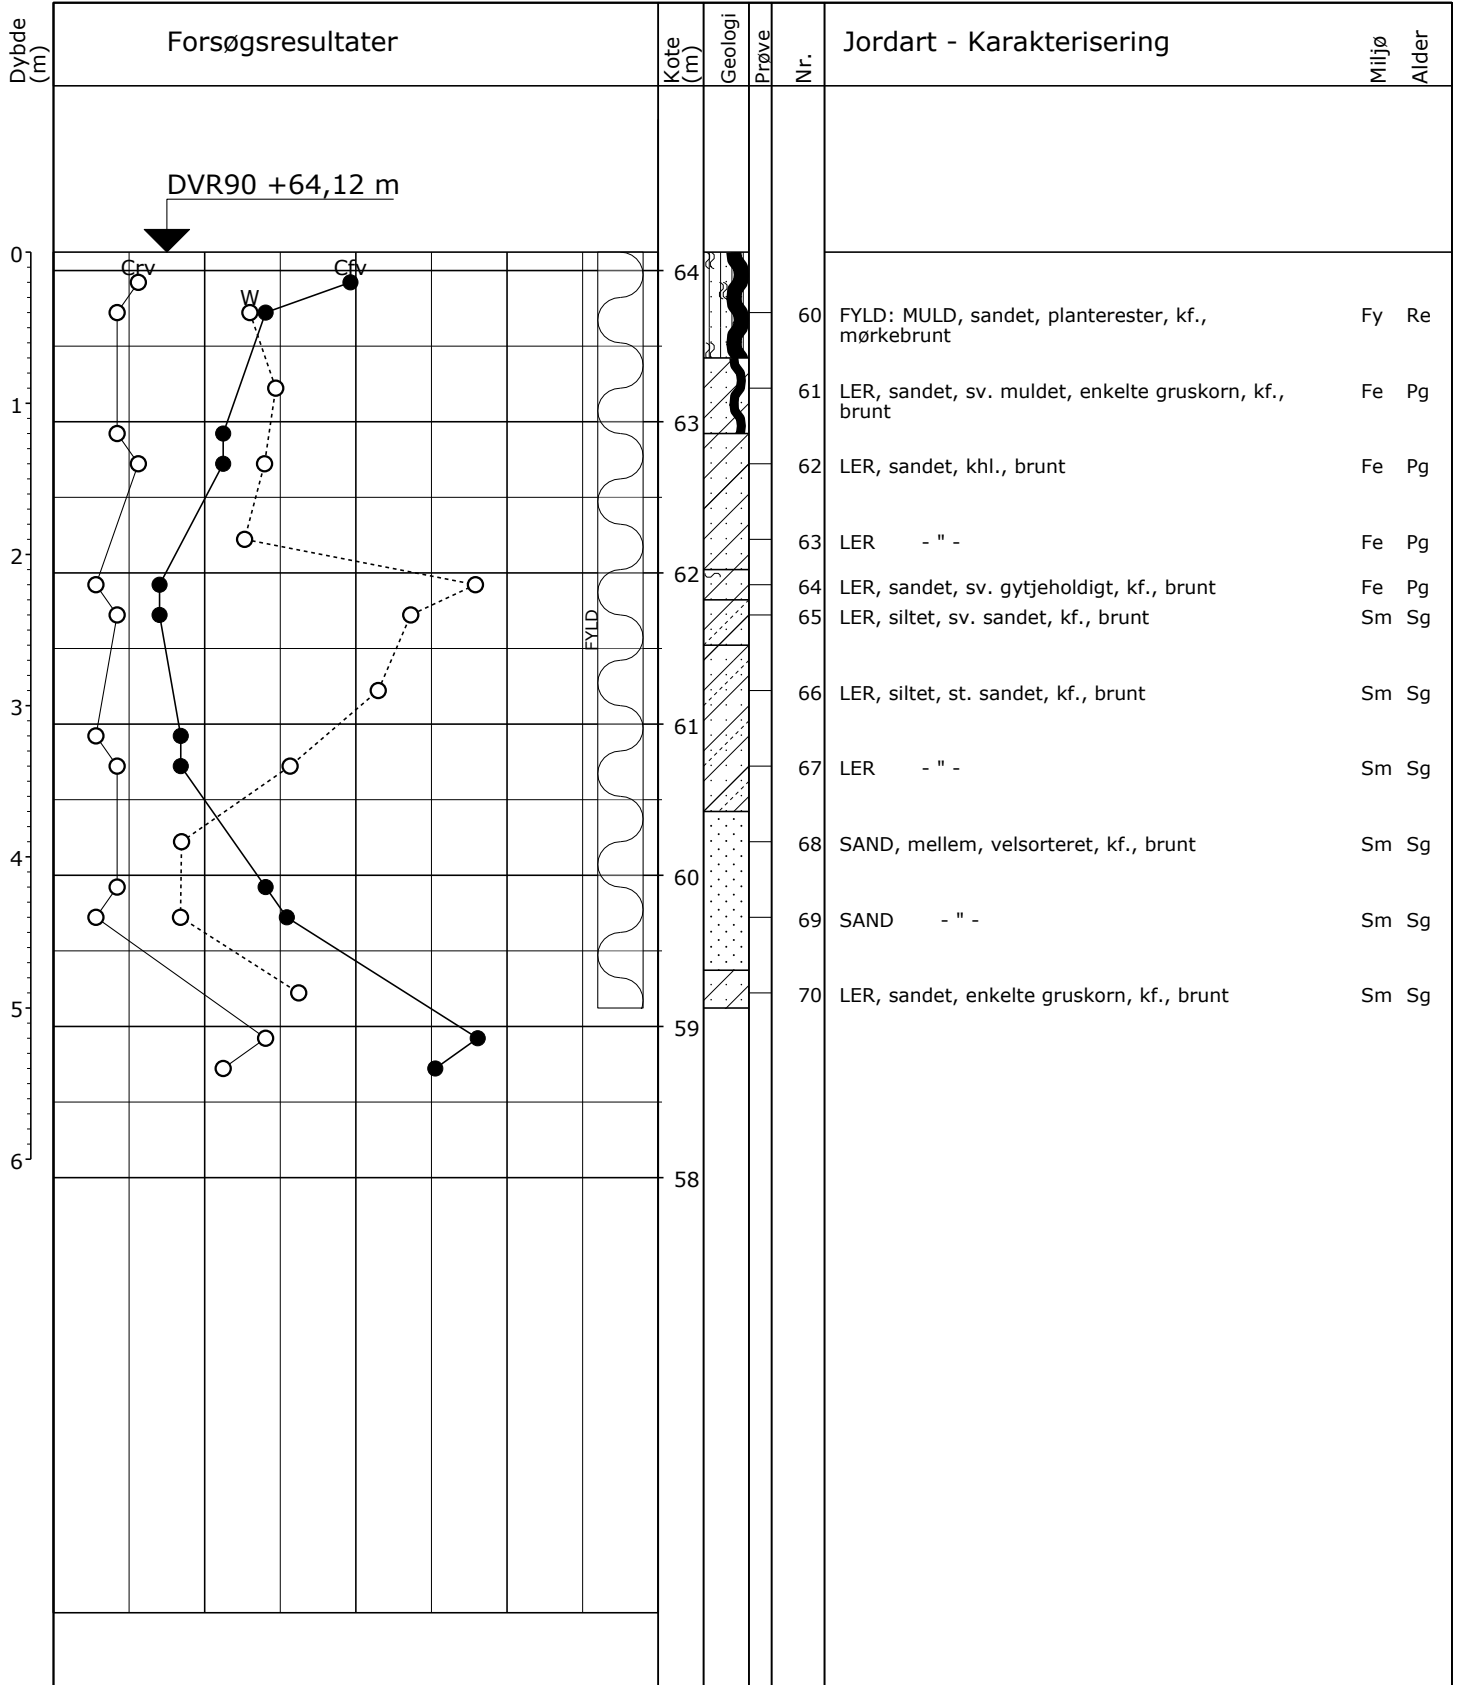 Dybde
(m)
Forsøgsresultater
Kote
(m)
Geologi
Prøve
Nr.
Jordart - Karakterisering
Miljø
Alder
DVR90 +64,12 m
0
1
2
3
4
5
6
Crv
Cfv
W
FYLD
64
63
62
61
60
59
58
60 FYLD: MULD, sandet, planterester, kf., Fy Re
mørkebrunt
61 LER, sandet, sv. muldet, enkelte gruskorn, kf., Fe Pg
brunt
62 LER, sandet, khl., brunt Fe Pg
63 LER - " - Fe Pg
64 LER, sandet, sv. gytjeholdigt, kf., brunt Fe Pg
65 LER, siltet, sv. sandet, kf., brunt Sm Sg
66 LER, siltet, st. sandet, kf., brunt Sm Sg
67 LER - " - Sm Sg
68 SAND, mellem, velsorteret, kf., brunt Sm Sg
69 SAND - " - Sm Sg
70 LER, sandet, enkelte gruskorn, kf., brunt Sm Sg